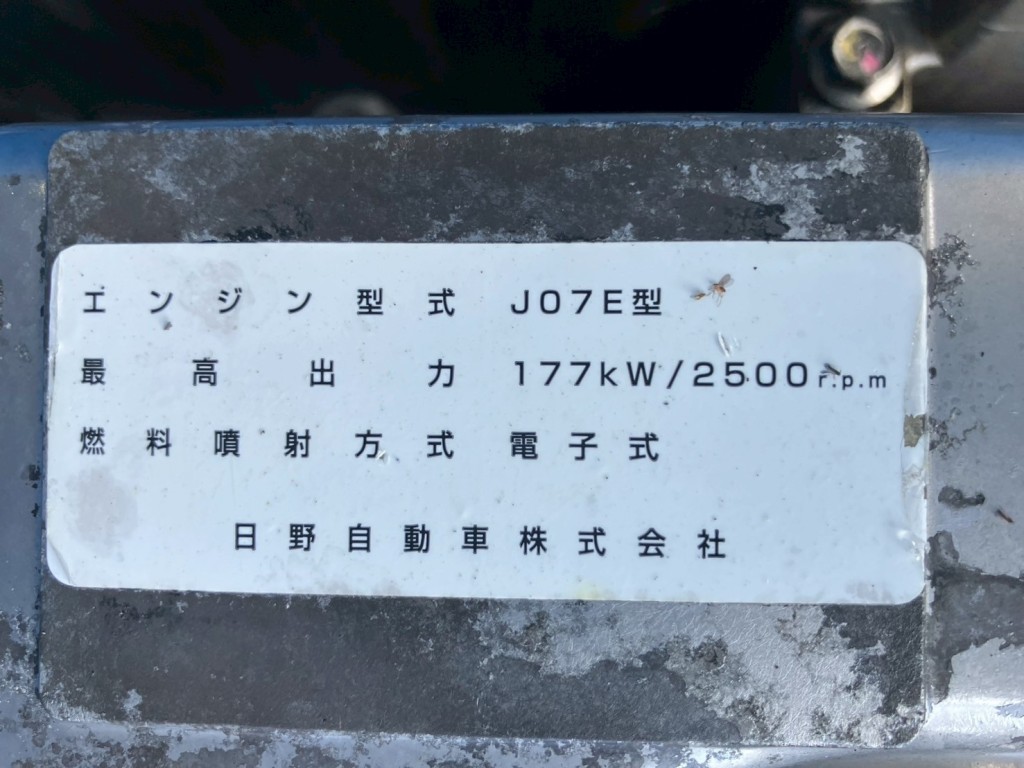 エンジン型式 J07E型
最高出力 177kW/2500r.p.m
燃料噴射方式 電子式
日野自動車株式会社